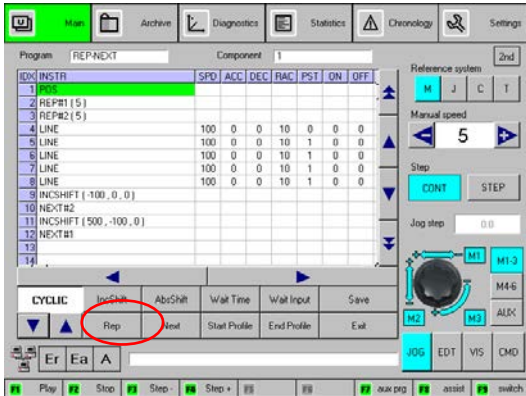 Main Archive Diagnostics Statistics Chronology Settings
Program REP-NEXT Component 1 2nd
IDX INSTR SPD ACC DEC RAC PST ON OFF
1 POS
2 REP#1 ( 5 )
3 REP#2 ( 5 )
4 LINE 100 0 0 10 0 0 0
5 LINE 100 0 0 10 1 0 0
6 LINE 100 0 0 10 1 0 0
7 LINE 100 0 0 10 1 0 0
8 LINE 100 0 0 10 1 0 0
9 INCSHIFT ( -100 , 0 , 0 )
10 NEXT#2
11 INCSHIFT ( 500 , -100 , 0 )
12 NEXT#1
13
14
Reference system
M J C T
Manual speed
5
Step
CONT STEP
Jog step 0.0
M1 M1-3
M4-6
M2 M3 AUX
JOG EDT VIS CMD
CYCLIC IncShift AbsShift Wait Time Wait Input Save
Rep Next Start Profile End Profile Exit
Er Ea A
F1 Play F2 Stop F3 Step - F4 Step + F5 F6 F7 aux prg F8 assist F9 switch